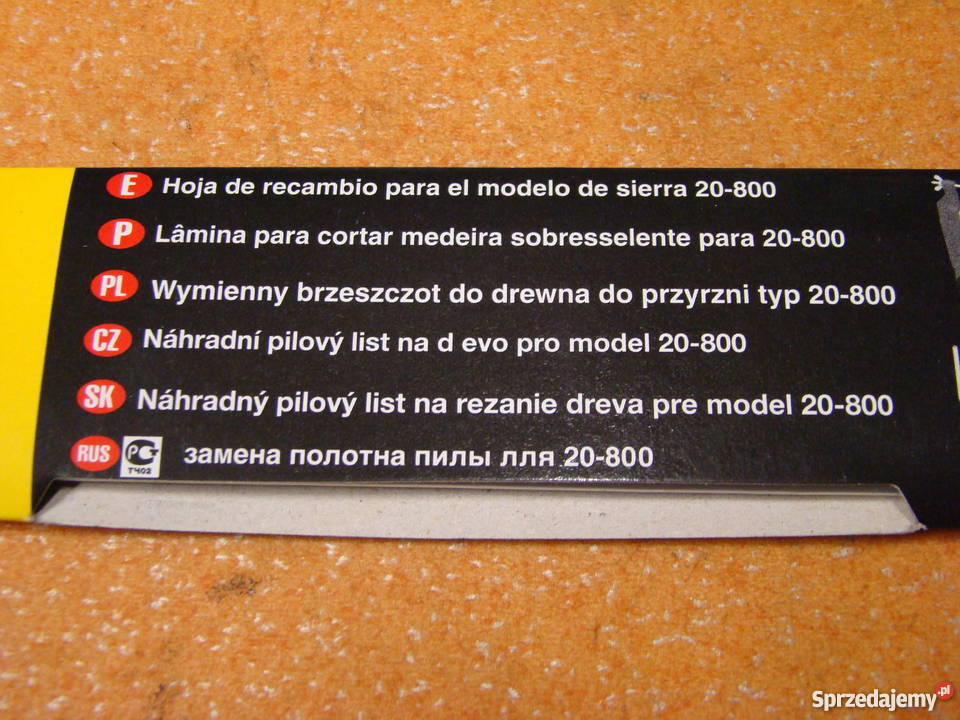 E Hoja de recambio para el modelo de sierra 20-800
P Lâmina para cortar medeira sobresselente para 20-800
PL Wymienny brzeszczot do drewna do przyrzni typ 20-800
CZ Náhradní pilový list na d evo pro model 20-800
SK Náhradný pilový list na rezanie dreva pre model 20-800
RUS РСТ ТЧ02 замена полотна пилы лля 20-800
Sprzedajemy.pl